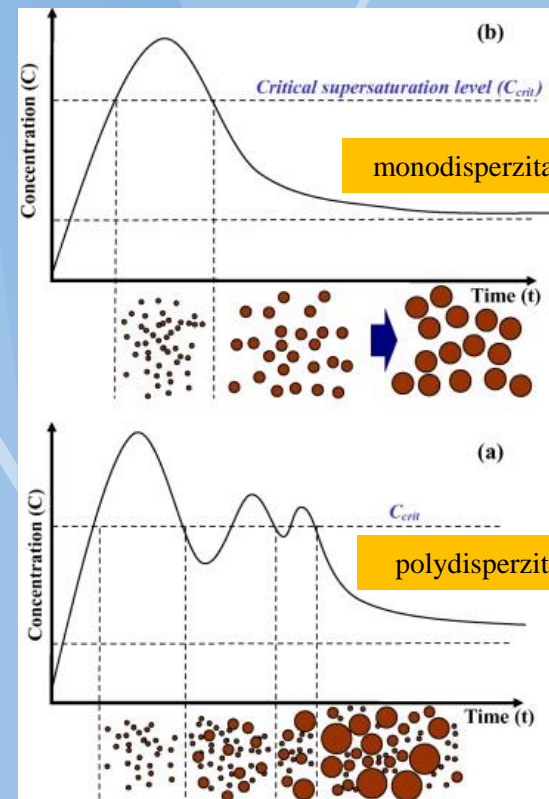 (b)
Critical supersaturation level (Ccrit)
Concentration (C)
monodisperzita
Time (t)
(a)
Ccrit
Concentration (C)
polydisperzit
Time (t)